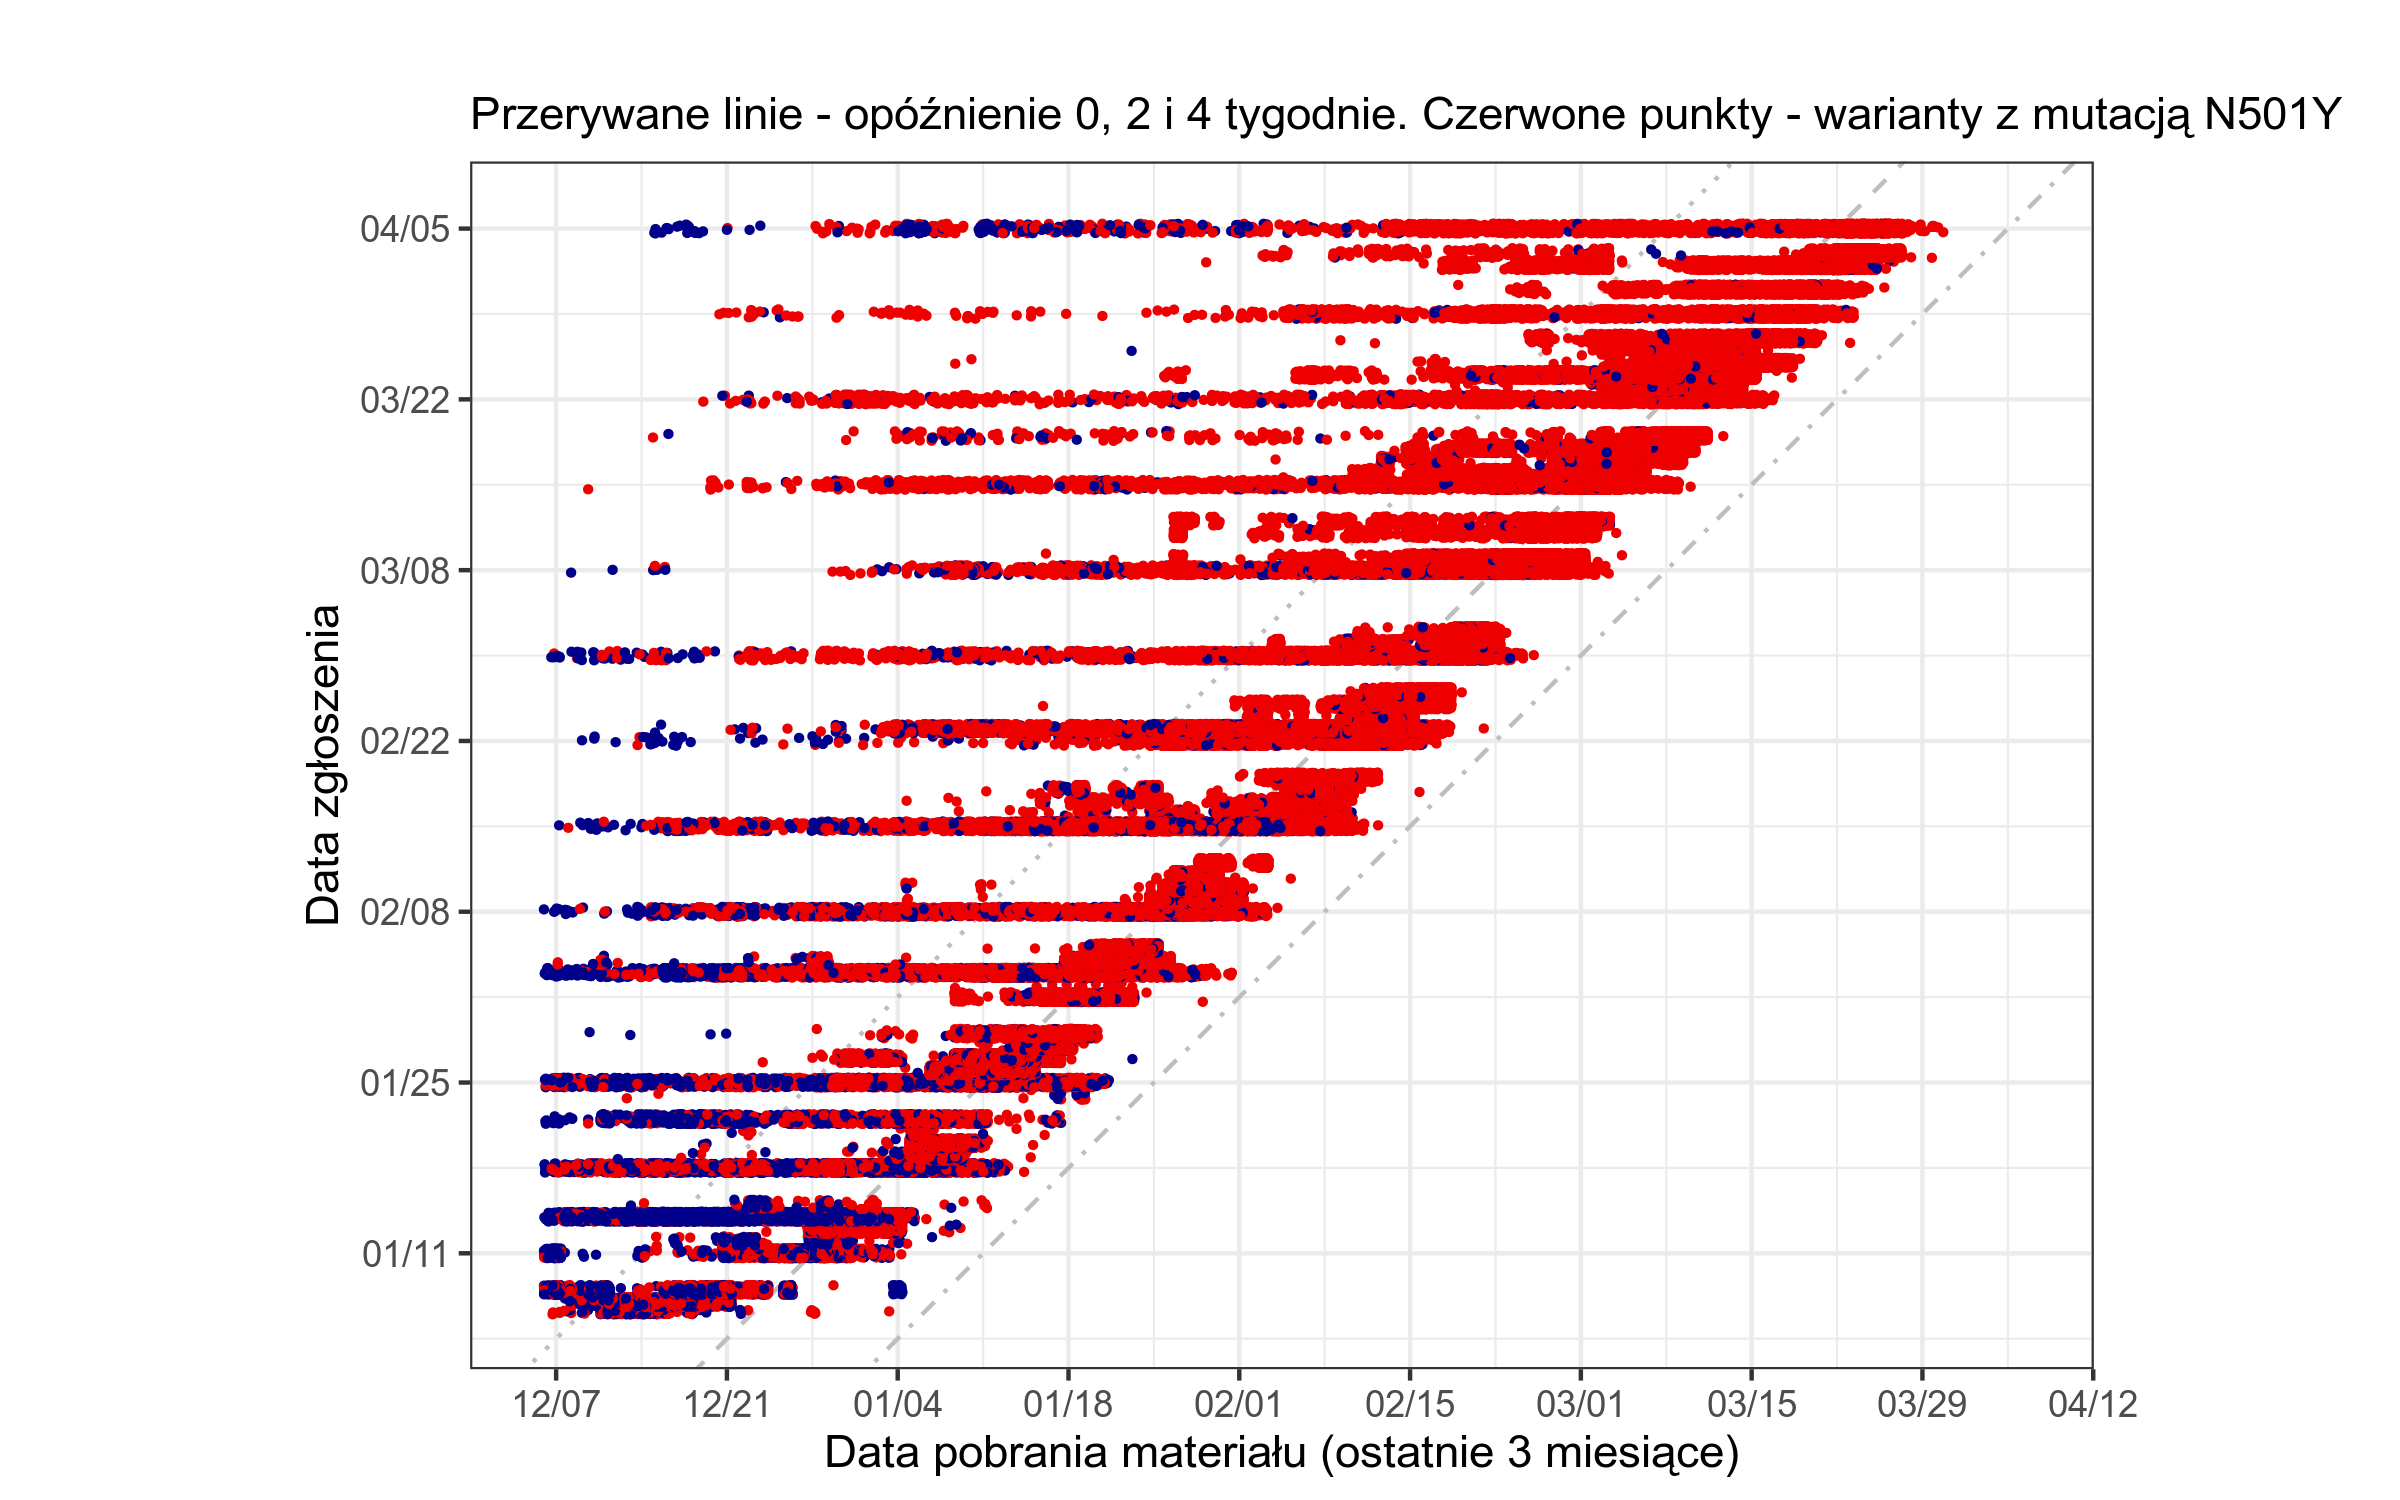 Przerywane linie - opóźnienie 0, 2 i 4 tygodnie. Czerwone punkty - warianty z mutacją N501Y
04/05
03/22
03/08
02/22
02/08
01/25
01/11
Data zgłoszenia
12/07 12/21 01/04 01/18 02/01 02/15 03/01 03/15 03/29 04/12
Data pobrania materiału (ostatnie 3 miesiące)